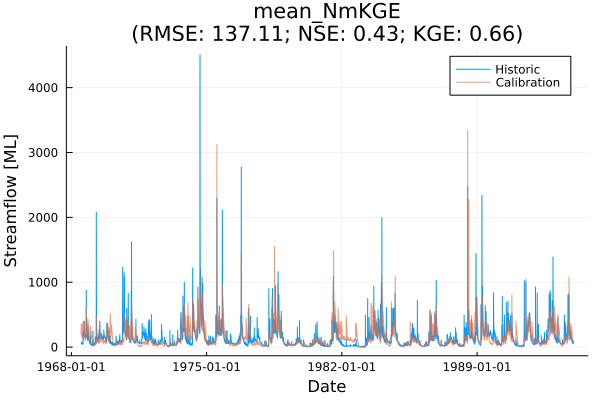 mean_NmKGE
(RMSE: 137.11; NSE: 0.43; KGE: 0.66)
Historic
Calibration
Streamflow [ML]
4000
3000
2000
1000
0
1968-01-01
1975-01-01
1982-01-01
1989-01-01
Date